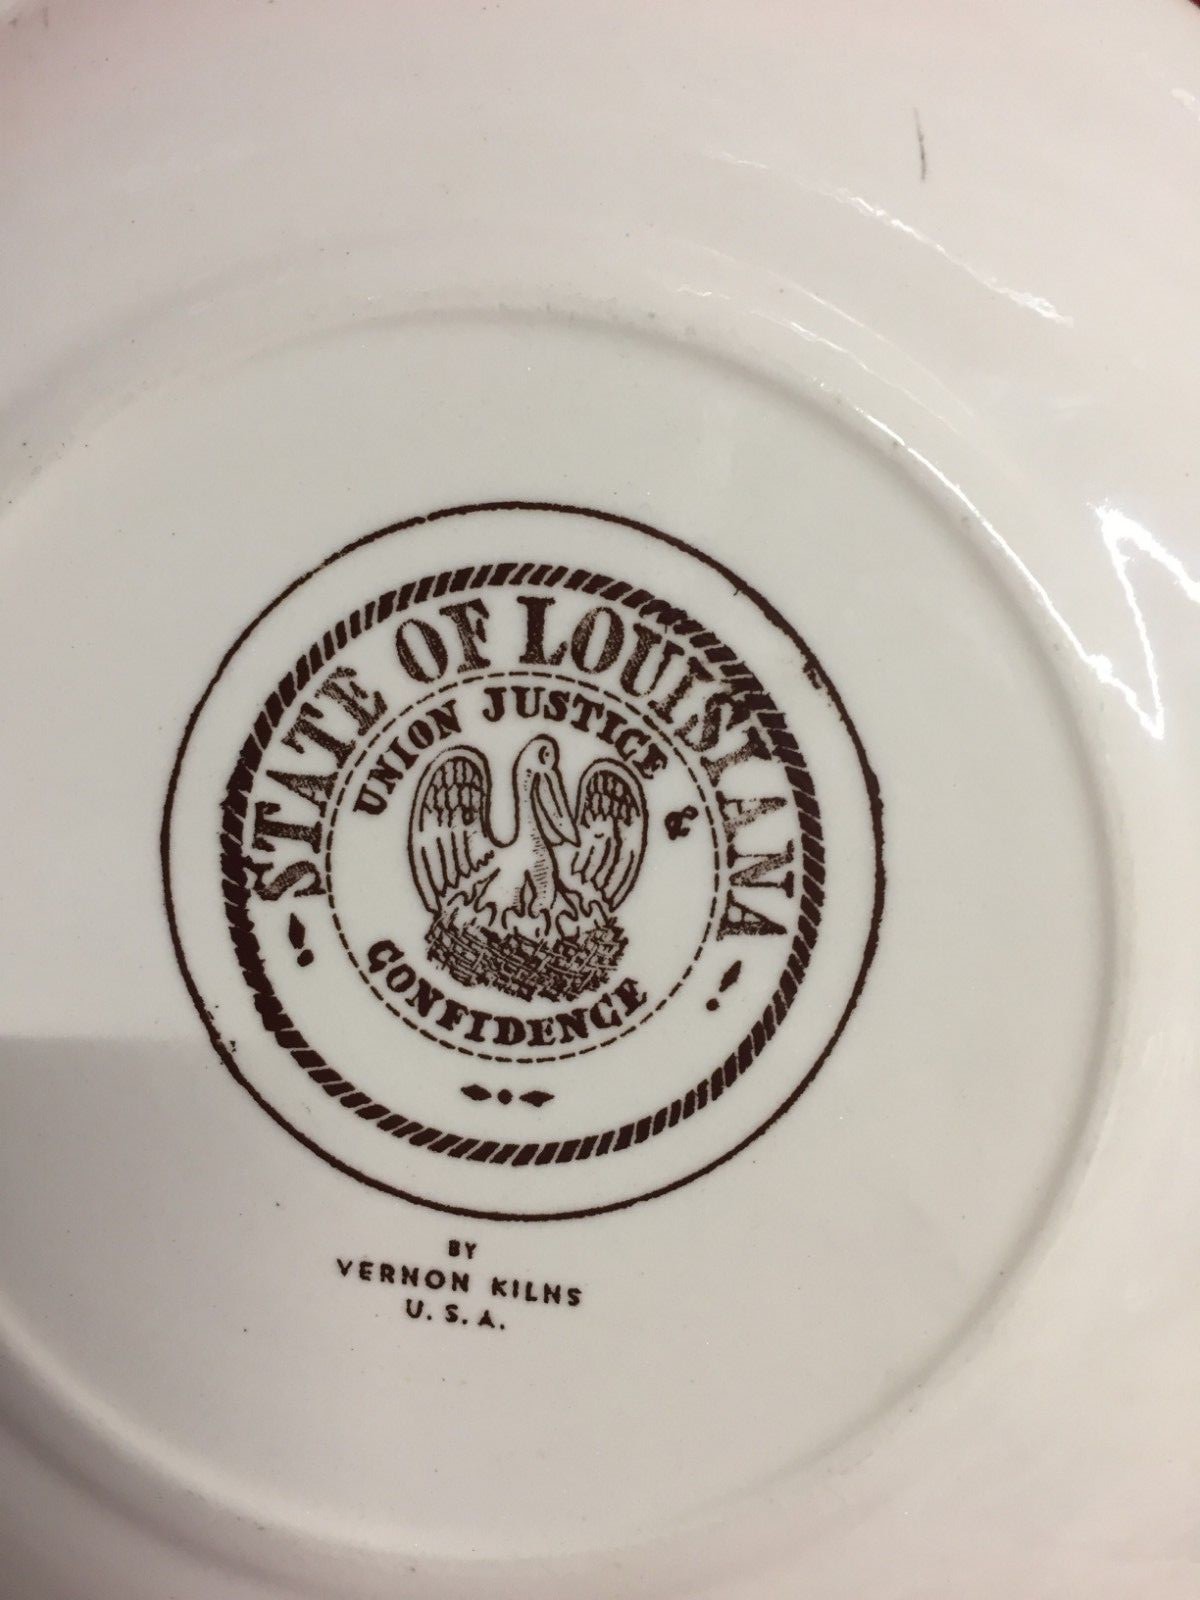 STATE OF LOUISIANA
UNION JUSTICE &
CONFIDENCE
BY
VERNON KILNS
U. S. A.